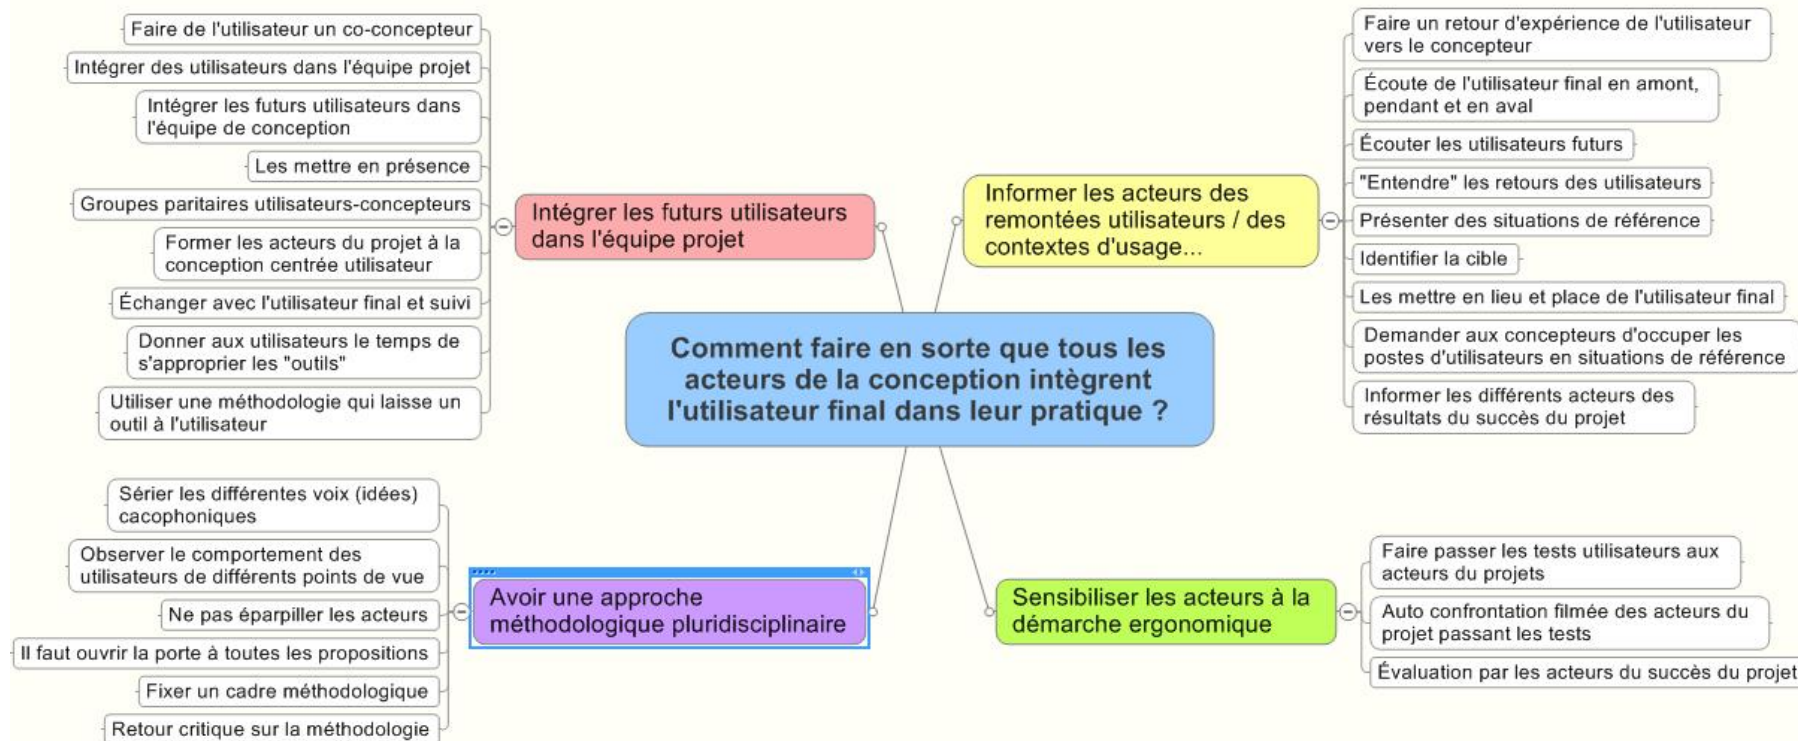 Faire de l'utilisateur un co-concepteur
Intégrer des utilisateurs dans l'équipe projet
Intégrer les futurs utilisateurs dans
l'équipe de conception
Les mettre en présence
Groupes paritaires utilisateurs-concepteurs
Former les acteurs du projet à la
conception centrée utilisateur
Échanger avec l'utilisateur final et suivi
Donner aux utilisateurs le temps de
s'approprier les "outils"
Utiliser une méthodologie qui laisse un
outil à l'utilisateur
Intégrer les futurs utilisateurs
dans l'équipe projet
Informer les acteurs des
remontées utilisateurs / des
contextes d'usage...
Faire un retour d'expérience de l'utilisateur
vers le concepteur
Écoute de l'utilisateur final en amont,
pendant et en aval
Écouter les utilisateurs futurs
"Entendre" les retours des utilisateurs
Présenter des situations de référence
Identifier la cible
Les mettre en lieu et place de l'utilisateur final
Demander aux concepteurs d'occuper les
postes d'utilisateurs en situations de référence
Informer les différents acteurs des
résultats du succès du projet
Comment faire en sorte que tous les
acteurs de la conception intègrent
l'utilisateur final dans leur pratique ?
Sérier les différentes voix (idées)
cacophoniques
Observer le comportement des
utilisateurs de différents points de vue
Ne pas éparpiller les acteurs
Il faut ouvrir la porte à toutes les propositions
Fixer un cadre méthodologique
Retour critique sur la méthodologie
Avoir une approche
méthodologique pluridisciplinaire
Sensibiliser les acteurs à la
démarche ergonomique
Faire passer les tests utilisateurs aux
acteurs du projets
Auto confrontation filmée des acteurs du
projet passant les tests
Évaluation par les acteurs du succès du projet